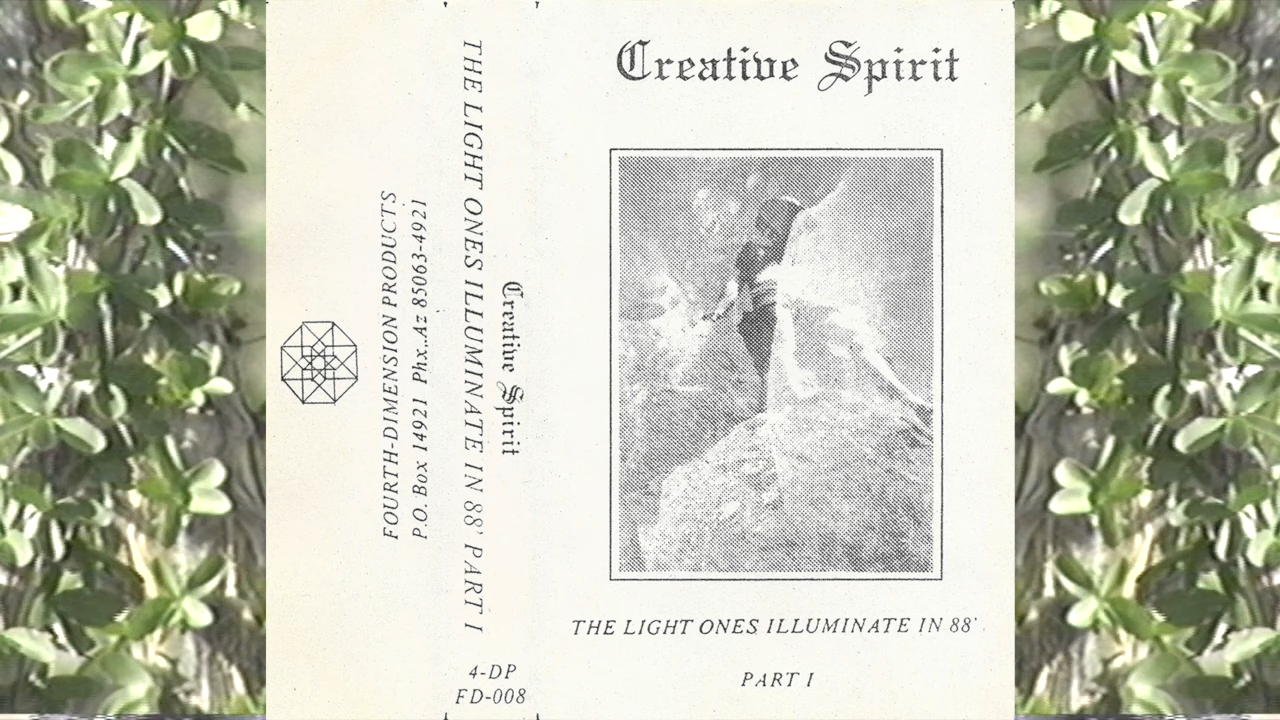 FOURTH-DIMENSION PRODUCTS
P.O. Box 14921 Phx., Az 85063-4921
THE LIGHT ONES ILLUMINATE IN 88' PART I
Creative Spirit
4-DP
FD-008
Creative Spirit
THE LIGHT ONES ILLUMINATE IN 88'
PART I